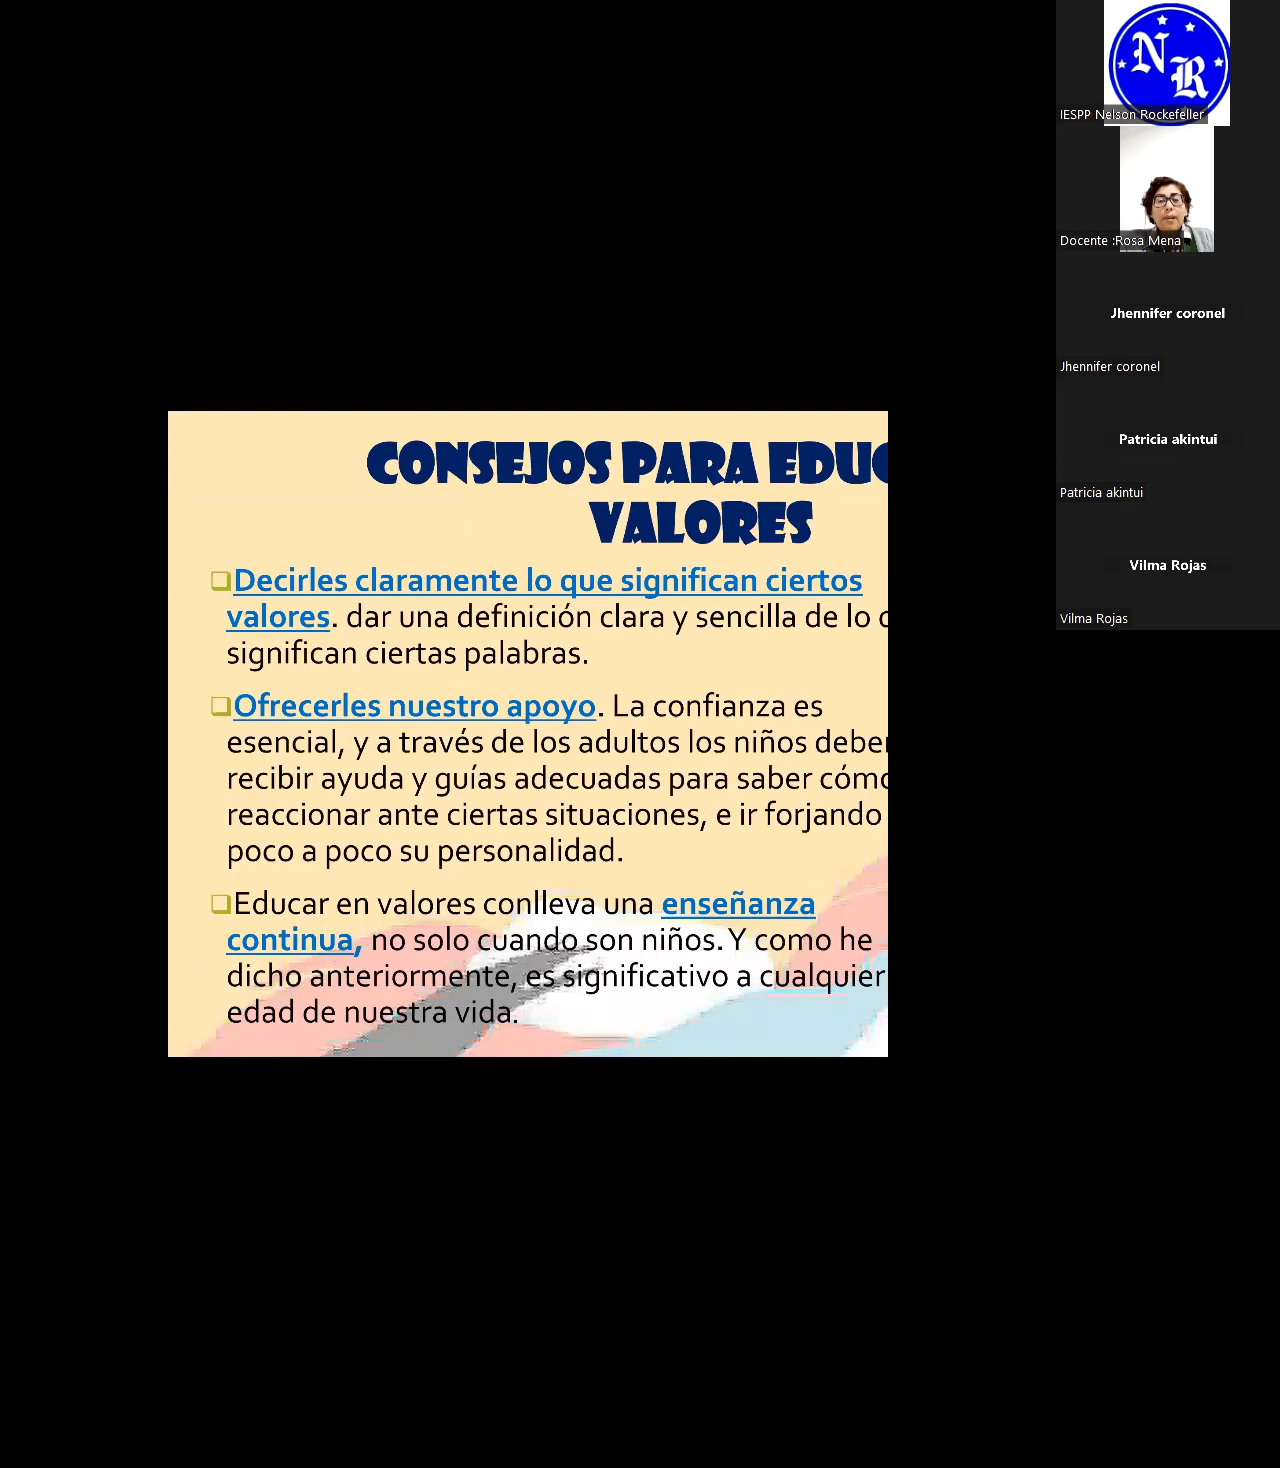 N
R
IESPP Nelson Rockefeller
Docente :Rosa Mena
Jhennifer coronel
Jhennifer coronel
Patricia akintui
Patricia akintui
Vilma Rojas
Vilma Rojas
CONSEJOS PARA EDUC
VALORES
Decirles claramente lo que significan ciertos
valores. dar una definición clara y sencilla de lo
significan ciertas palabras.
Ofrecerles nuestro apoyo. La confianza es
esencial, y a través de los adultos los niños deben
recibir ayuda y guías adecuadas para saber cómo
reaccionar ante ciertas situaciones, e ir forjando
poco a poco su personalidad.
Educar en valores conlleva una enseñanza
continua, no solo cuando son niños. Y como he
dicho anteriormente, es significativo a cualquier
edad de nuestra vida.